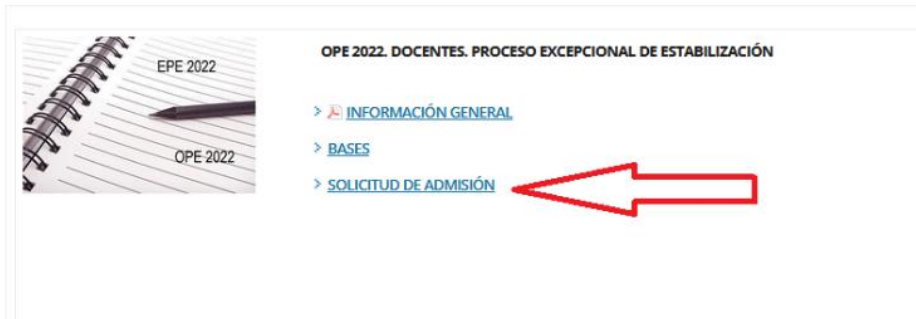 EPE 2022
OPE 2022
OPE 2022. DOCENTES. PROCESO EXCEPCIONAL DE ESTABILIZACIÓN
> INFORMACIÓN GENERAL
> BASES
> SOLICITUD DE ADMISIÓN